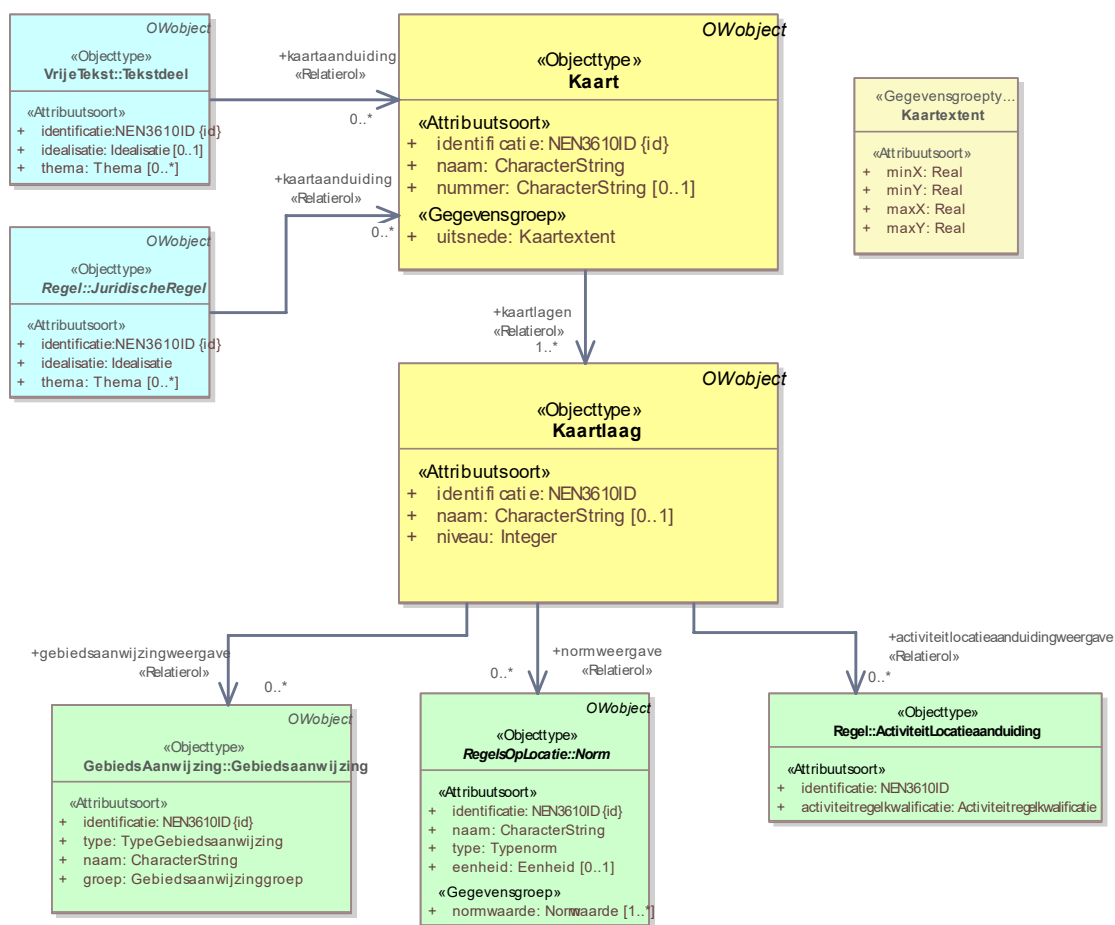 OWobject
«Objecttype»
VrijeTekst::Tekstdeel
«Attribuutsoort»
+ identificatie:NEN3610ID {id}
+ idealisatie: Idealisatie [0..1]
+ thema: Thema [0..*]
+kaartaanduiding
«Relatierol»
0..*
OWobject
«Objecttype»
Kaart
«Attribuutsoort»
+ identificatie: NEN3610ID {id}
+ naam: CharacterString
+ nummer: CharacterString [0..1]
«Gegevensgroep»
+ uitsnede: Kaartextent
«Gegevensgroepty...
Kaartextent
«Attribuutsoort»
+ minX: Real
+ minY: Real
+ maxX: Real
+ maxY: Real
+kaartaanduiding
«Relatierol»
0..*
OWobject
«Objecttype»
Regel::JuridischeRegel
«Attribuutsoort»
+ identificatie:NEN3610ID {id}
+ idealisatie: Idealisatie
+ thema: Thema [0..*]
+kaartlagen
«Relatierol»
1..*
OWobject
«Objecttype»
Kaartlaag
«Attribuutsoort»
+ identificatie: NEN3610ID
+ naam: CharacterString [0..1]
+ niveau: Integer
+gebiedsaanwijzingweergave
«Relatierol»
0..*
+normweergave
«Relatierol»
0..*
+activiteitlocatieaanduidingweergave
«Relatierol»
0..*
OWobject
«Objecttype»
GebiedsAanwijzing::Gebiedsaanwijzing
«Attribuutsoort»
+ identificatie: NEN3610ID {id}
+ type: TypeGebiedsaanwijzing
+ naam: CharacterString
+ groep: Gebiedsaanwijzinggroep
OWobject
«Objecttype»
RegelsOpLocatie::Norm
«Attribuutsoort»
+ identificatie: NEN3610ID {id}
+ naam: CharacterString
+ type: Typenorm
+ eenheid: Eenheid [0..1]
«Gegevensgroep»
+ normwaarde: Normwaarde [1..*]
«Objecttype»
Regel::ActiviteitLocatieaanduiding
«Attribuutsoort»
+ identificatie: NEN3610ID
+ activiteitregelkwalificatie: Activiteitregelkwalificatie